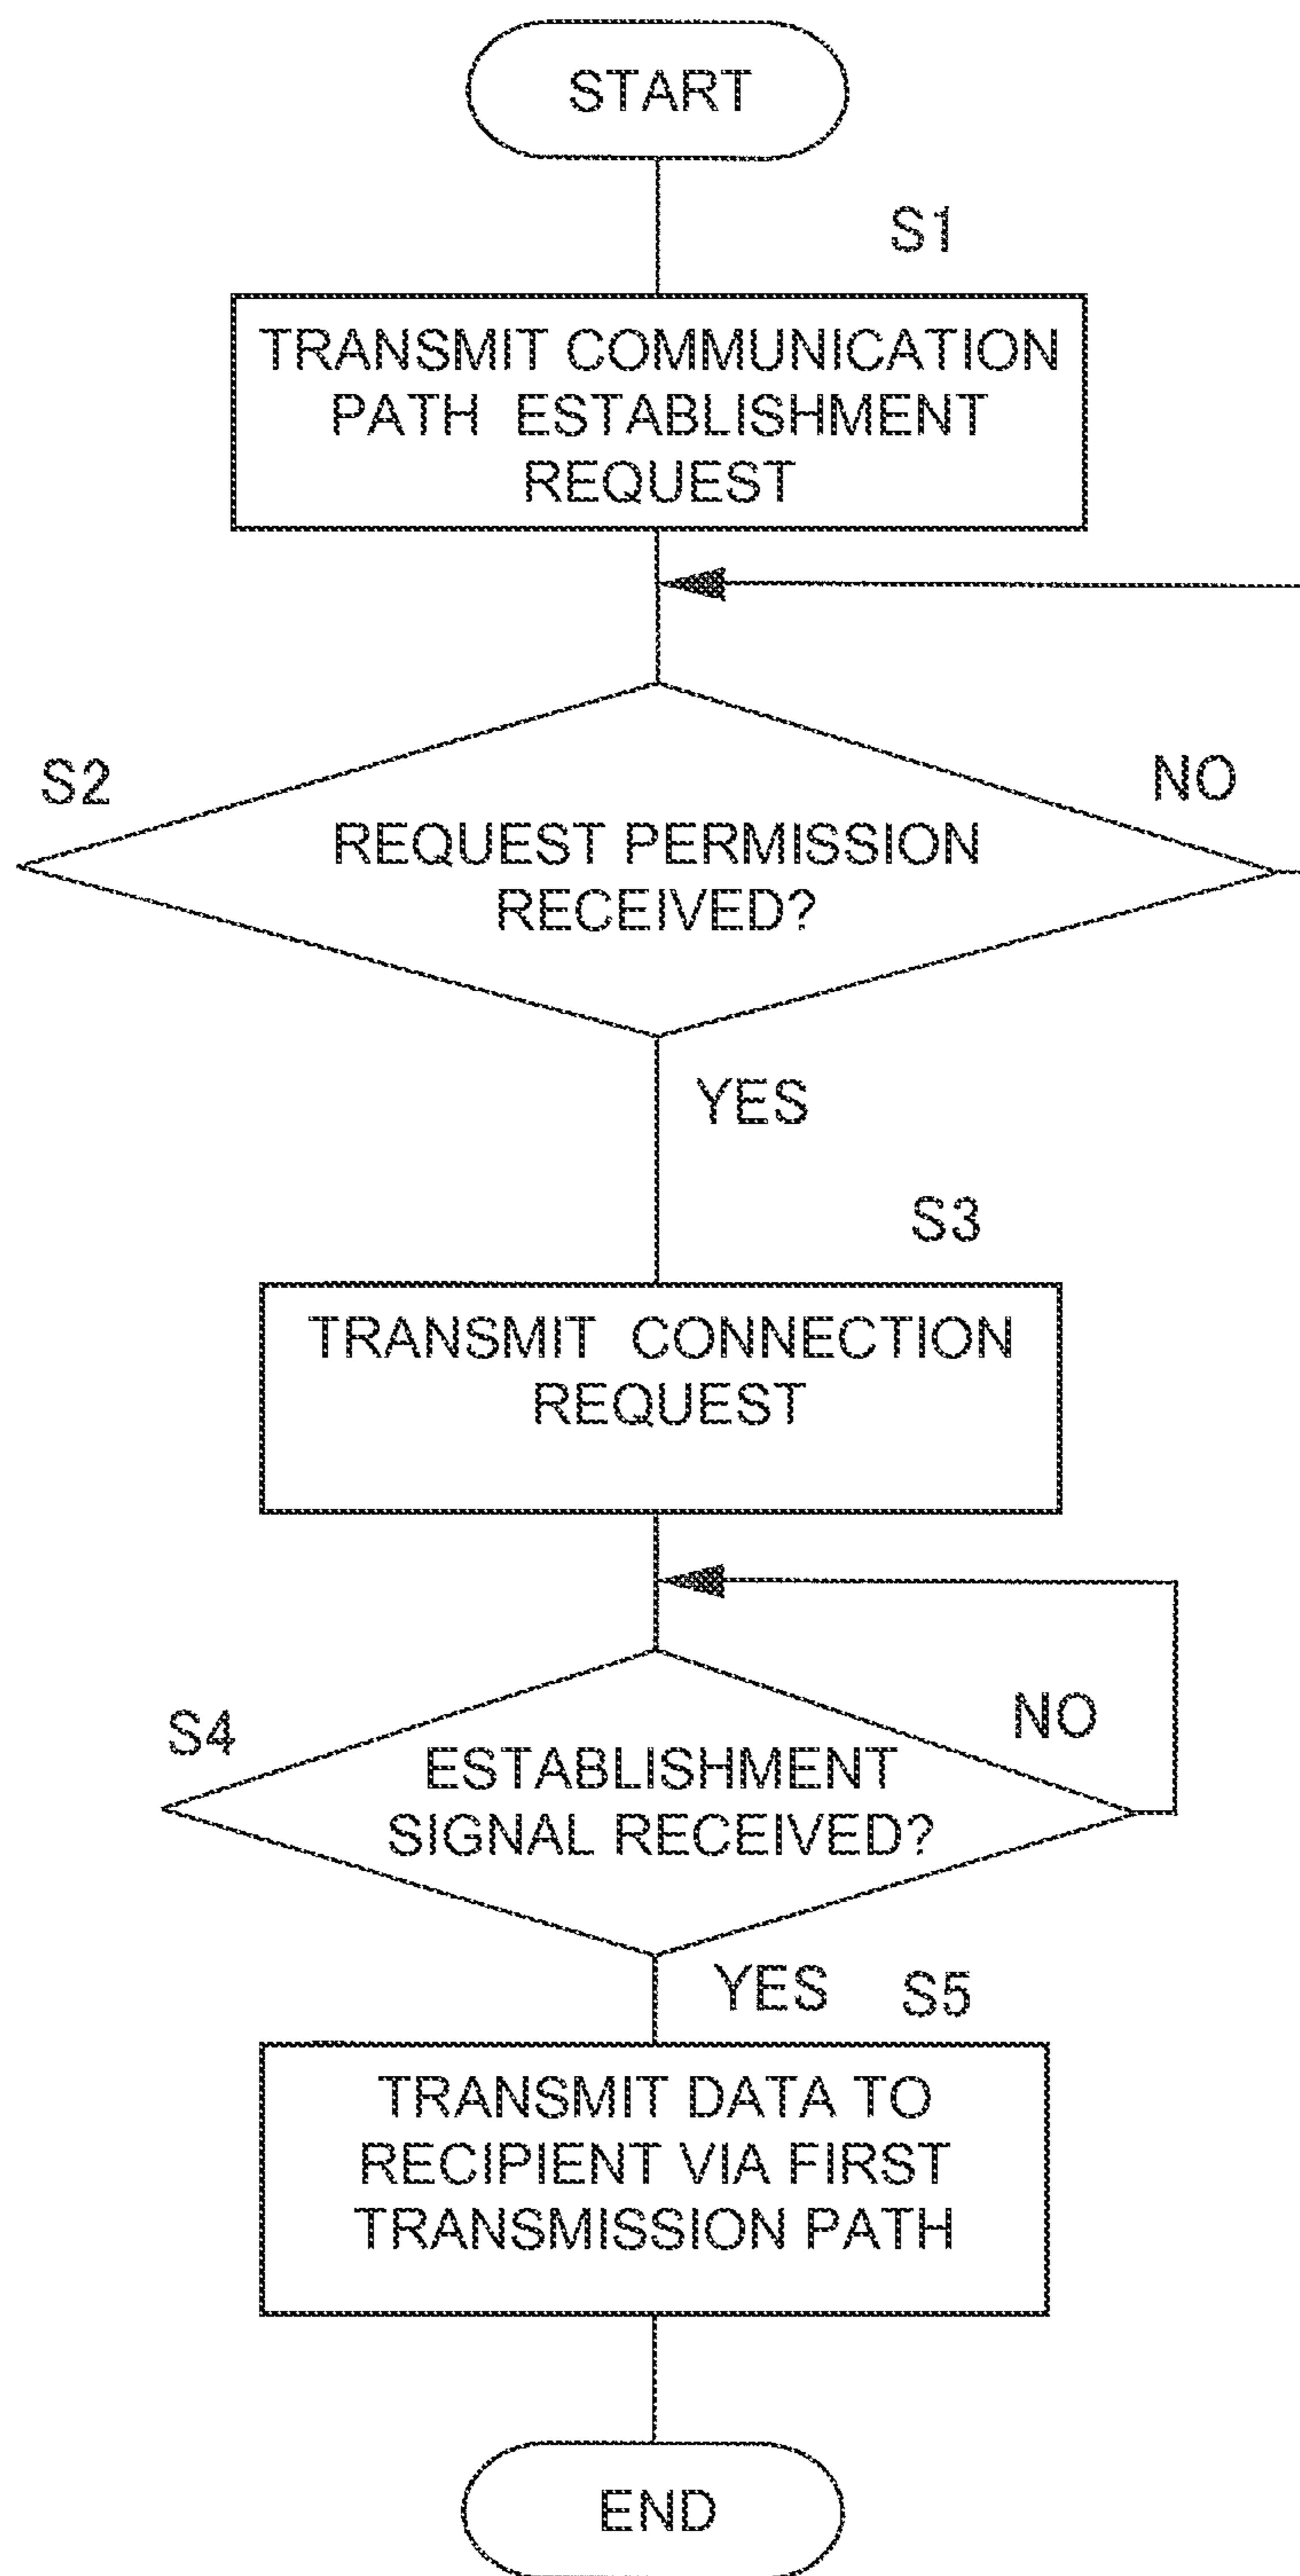 START
S1
TRANSMIT COMMUNICATION
PATH ESTABLISHMENT
REQUEST
S2
NO
REQUEST PERMISSION
RECEIVED?
YES
S3
TRANSMIT CONNECTION
REQUEST
S4
NO
ESTABLISHMENT
SIGNAL RECEIVED?
YES
S5
TRANSMIT DATA TO
RECIPIENT VIA FIRST
TRANSMISSION PATH
END